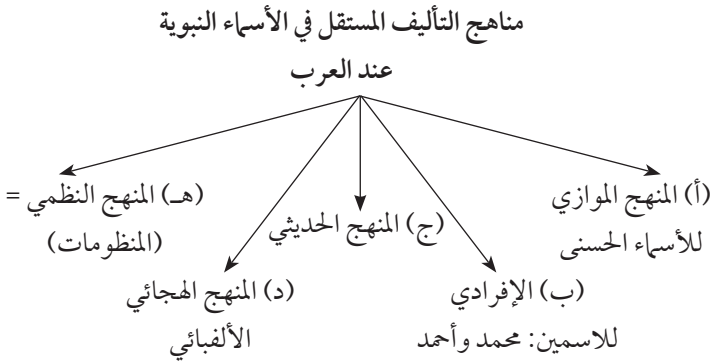 مناهج التأليف المستقل في الأسماء النبوية
عند العرب
(أ) المنهج الموازي
للأسماء الحسنى
(ب) الإفرادي
للاسمين: محمد وأحمد
(ج) المنهج الحديثي
(د) المنهج الهجائي
الألفبائي
(هـ) المنهج النظمي =
(المنظومات)